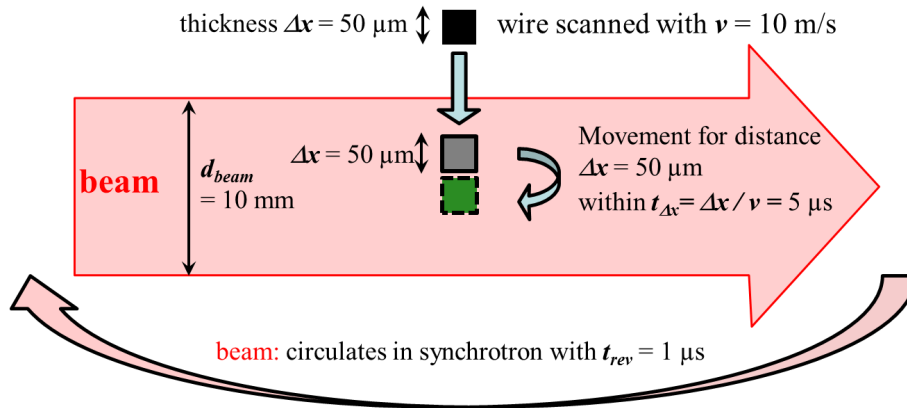 thickness Δx = 50 µm
wire scanned with v = 10 m/s
beam
d_beam
= 10 mm
Δx = 50 µm
Movement for distance
Δx = 50 µm
within t_Δx = Δx / v = 5 µs
beam: circulates in synchrotron with t_rev = 1 µs